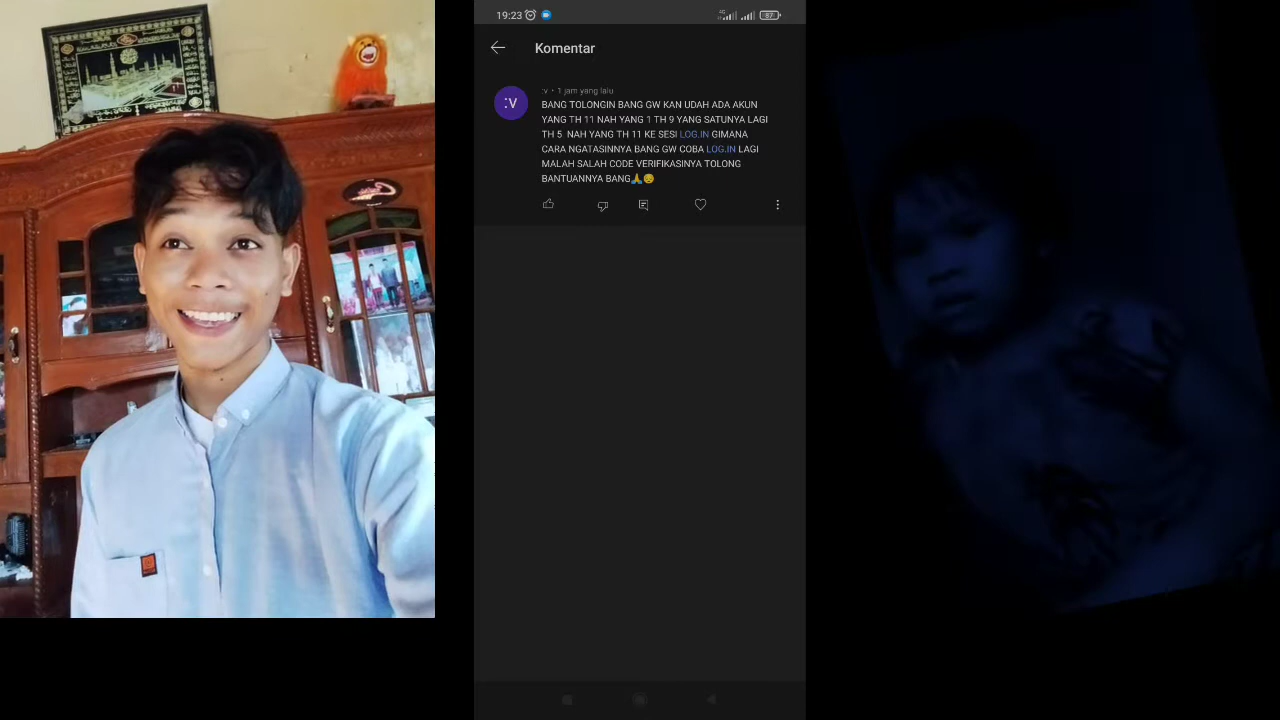 19:23
87
Komentar
:V
:v • 1 jam yang lalu
BANG TOLONGIN BANG GW KAN UDAH ADA AKUN
YANG TH 11 NAH YANG 1 TH 9 YANG SATUNYA LAGI
TH 5 NAH YANG TH 11 KE SESI LOG.IN GIMANA
CARA NGATASINNYA BANG GW COBA LOG.IN LAGI
MALAH SALAH CODE VERIFIKASINYA TOLONG
BANTUANNYA BANG🙏😔